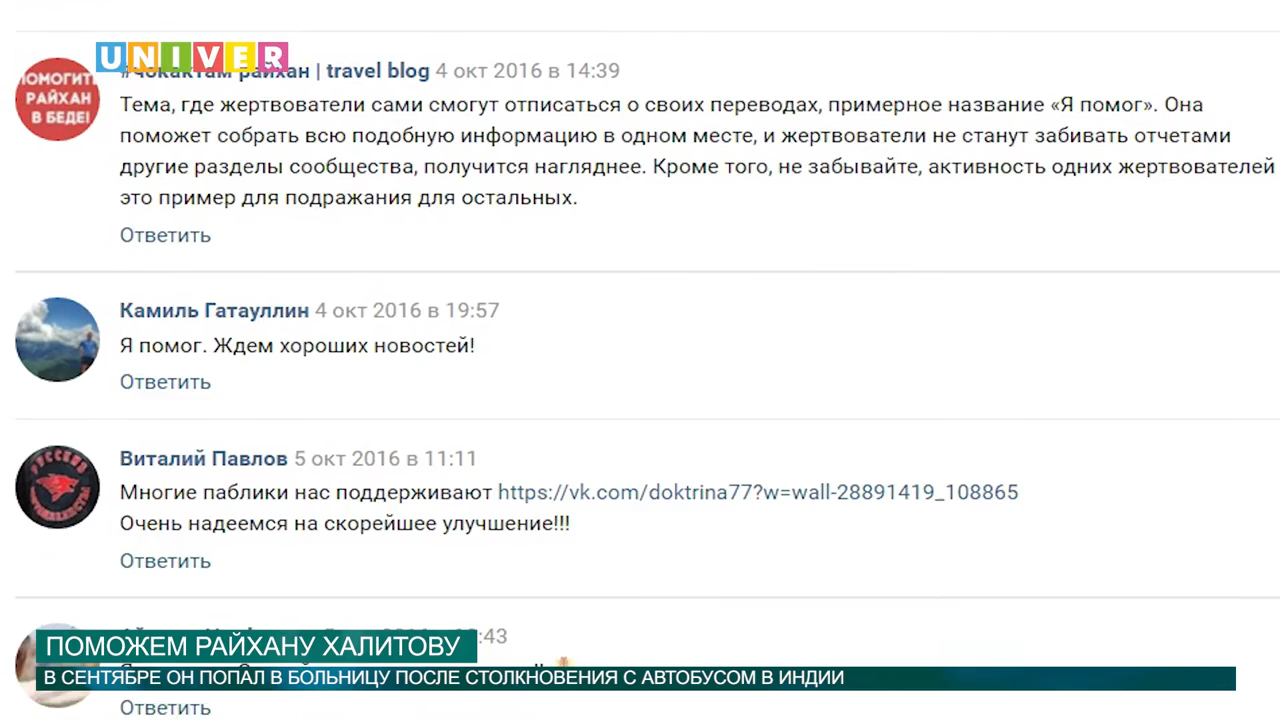 UNIVER
ПОМОГИТЕ
РАЙХАН
В БЕДЕ!
#чокактам райхан | travel blog 4 окт 2016 в 14:39
Тема, где жертвователи сами смогут отписаться о своих переводах, примерное название «Я помог». Она
поможет собрать всю подобную информацию в одном месте, и жертвователи не станут забивать отчетами
другие разделы сообщества, получится нагляднее. Кроме того, не забывайте, активность одних жертвователей
это пример для подражания для остальных.
Ответить
Камиль Гатауллин 4 окт 2016 в 19:57
Я помог. Ждем хороших новостей!
Ответить
Виталий Павлов 5 окт 2016 в 11:11
Многие паблики нас поддерживают https://vk.com/doktrina77?w=wall-28891419_108865
Очень надеемся на скорейшее улучшение!!!
Ответить
:43
ПОМОЖЕМ РАЙХАНУ ХАЛИТОВУ
В СЕНТЯБРЕ ОН ПОПАЛ В БОЛЬНИЦУ ПОСЛЕ СТОЛКНОВЕНИЯ С АВТОБУСОМ В ИНДИИ
Ответить